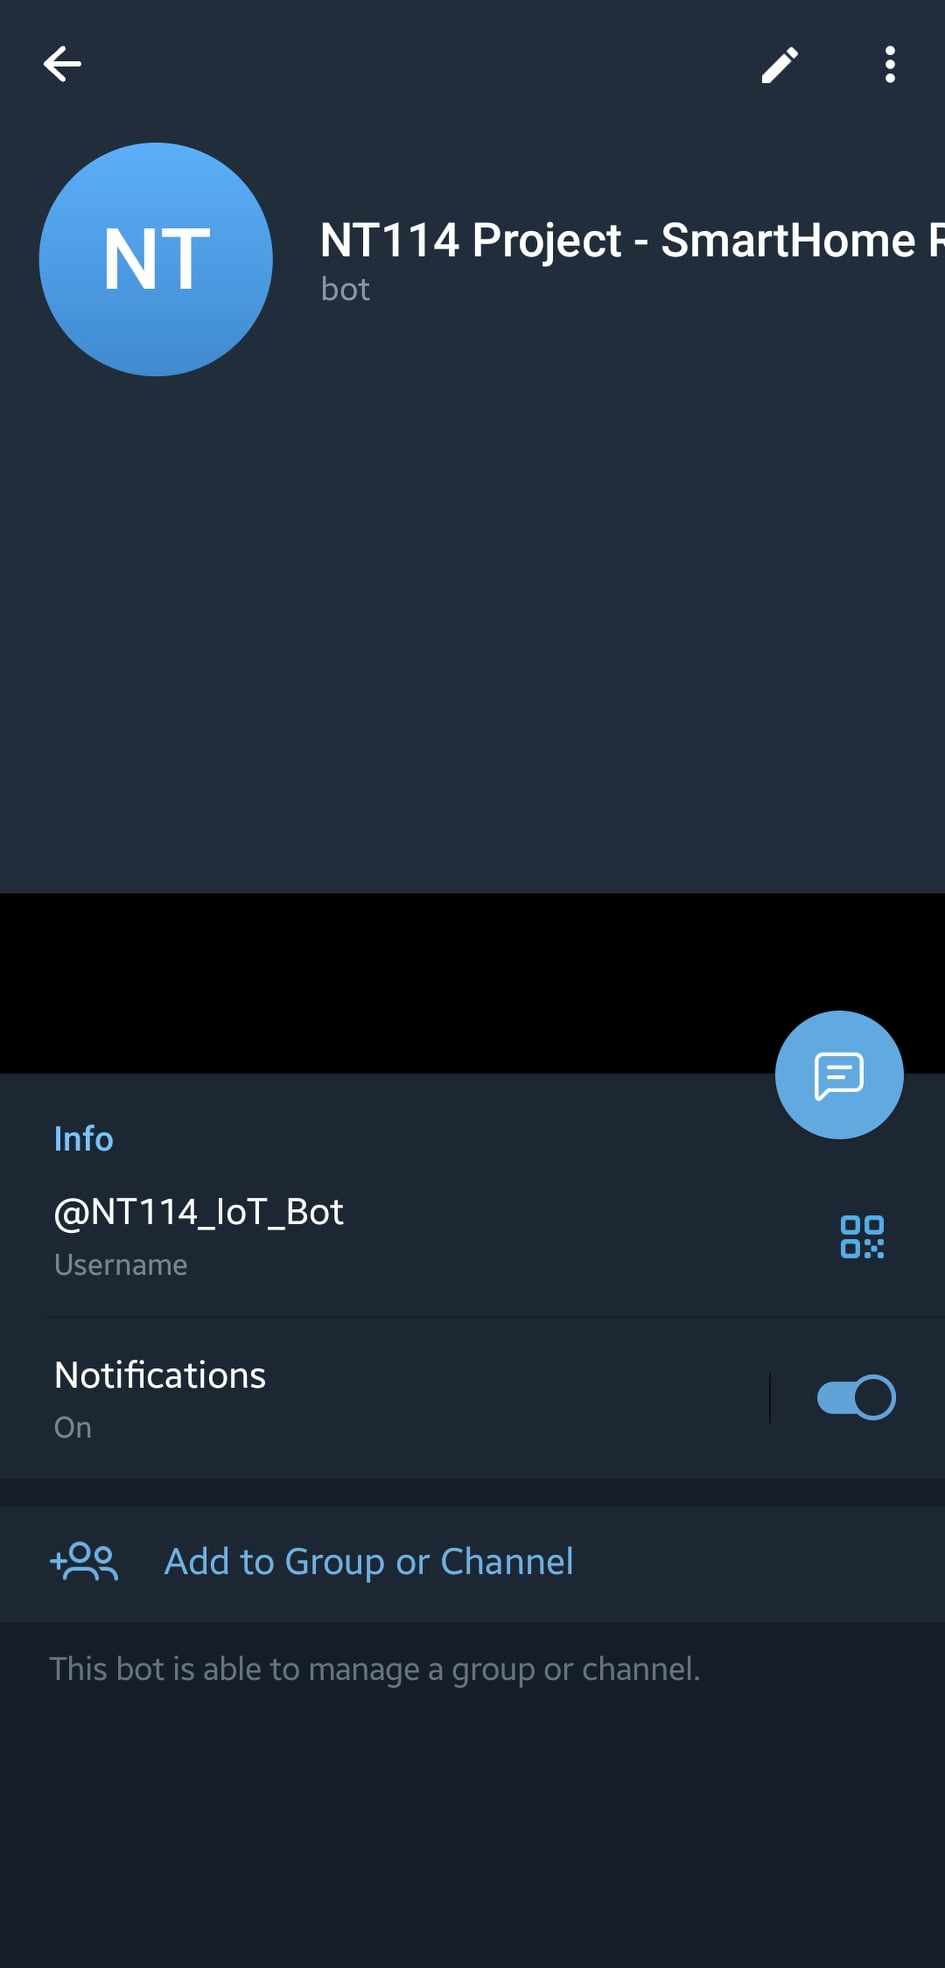 NT
NT114 Project - SmartHome
bot
Info
@NT114_IoT_Bot
Username
Notifications
On
Add to Group or Channel
This bot is able to manage a group or channel.